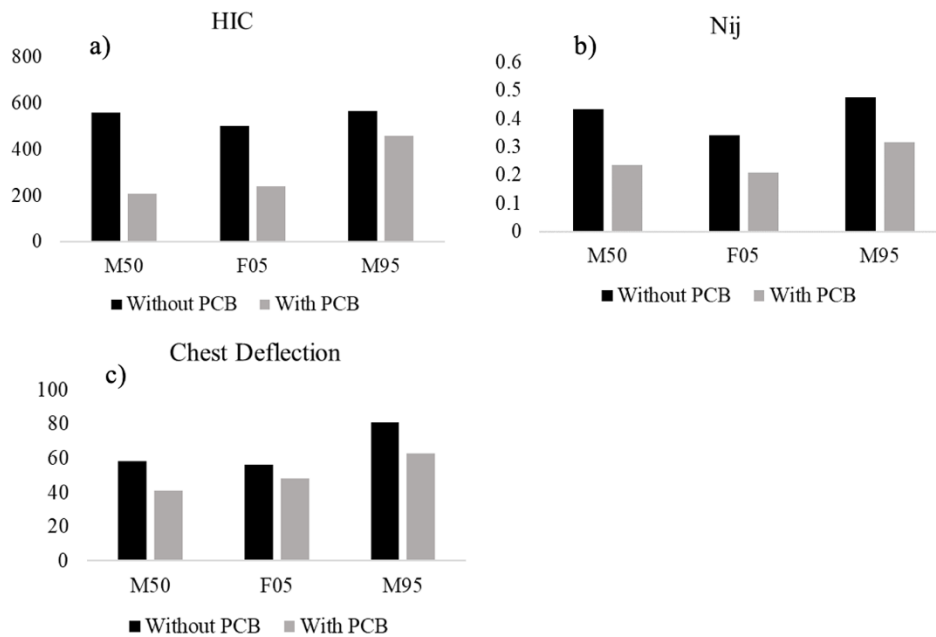 HIC
a)
800
600
400
200
0
M50 F05 M95
Without PCB With PCB
Nij
b)
0.6
0.5
0.4
0.3
0.2
0.1
0
M50 F05 M95
Without PCB With PCB
Chest Deflection
c)
100
80
60
40
20
0
M50 F05 M95
Without PCB With PCB